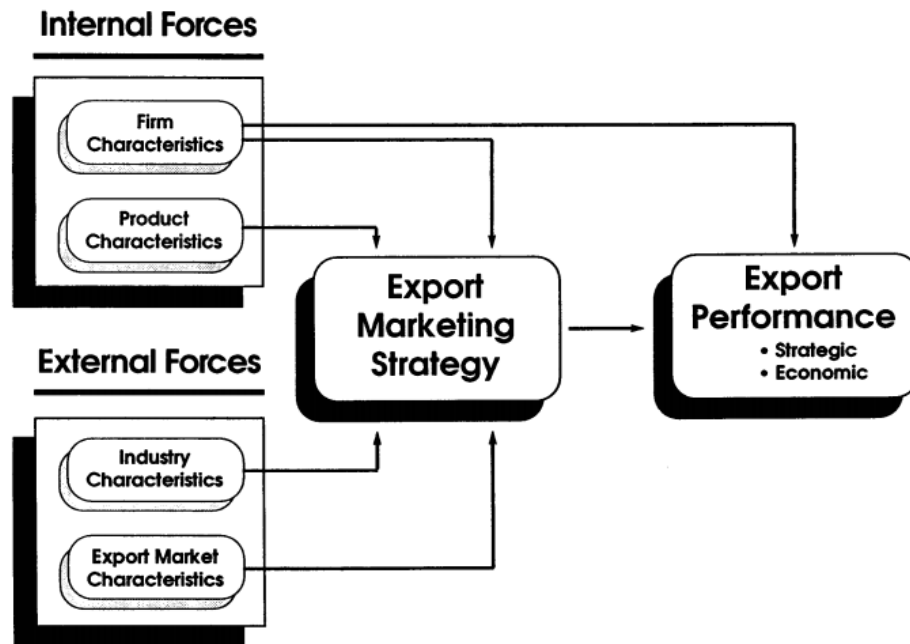 Internal Forces
Firm
Characteristics
Product
Characteristics
External Forces
Industry
Characteristics
Export Market
Characteristics
Export
Marketing
Strategy
Export
Performance
• Strategic
• Economic